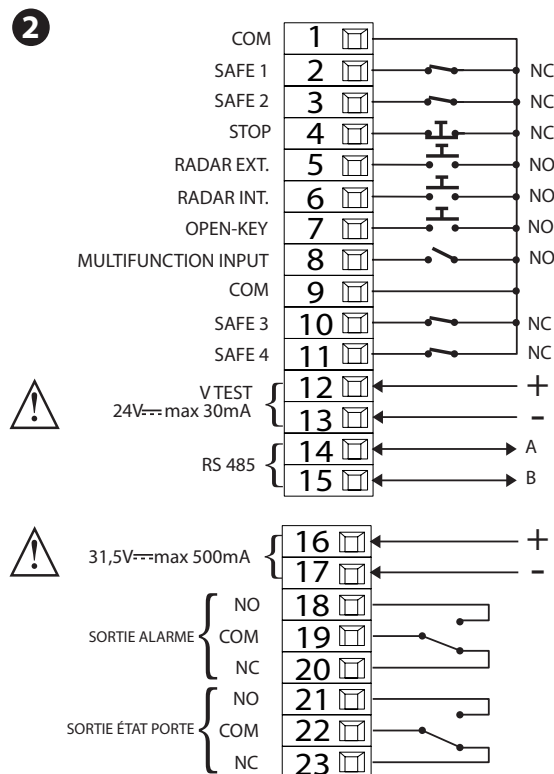 2
COM 1
SAFE 1 2 NC
SAFE 2 3 NC
STOP 4 NC
RADAR EXT. 5 NO
RADAR INT. 6 NO
OPEN-KEY 7 NO
MULTIFUNCTION INPUT 8 NO
COM 9
SAFE 3 10 NC
SAFE 4 11 NC
V TEST 12 +
24V⎓max 30mA 13 -
RS 485 14 A
15 B
31,5V⎓max 500mA 16 +
17 -
NO 18
SORTIE ALARME COM 19
NC 20
NO 21
SORTIE ÉTAT PORTE COM 22
NC 23